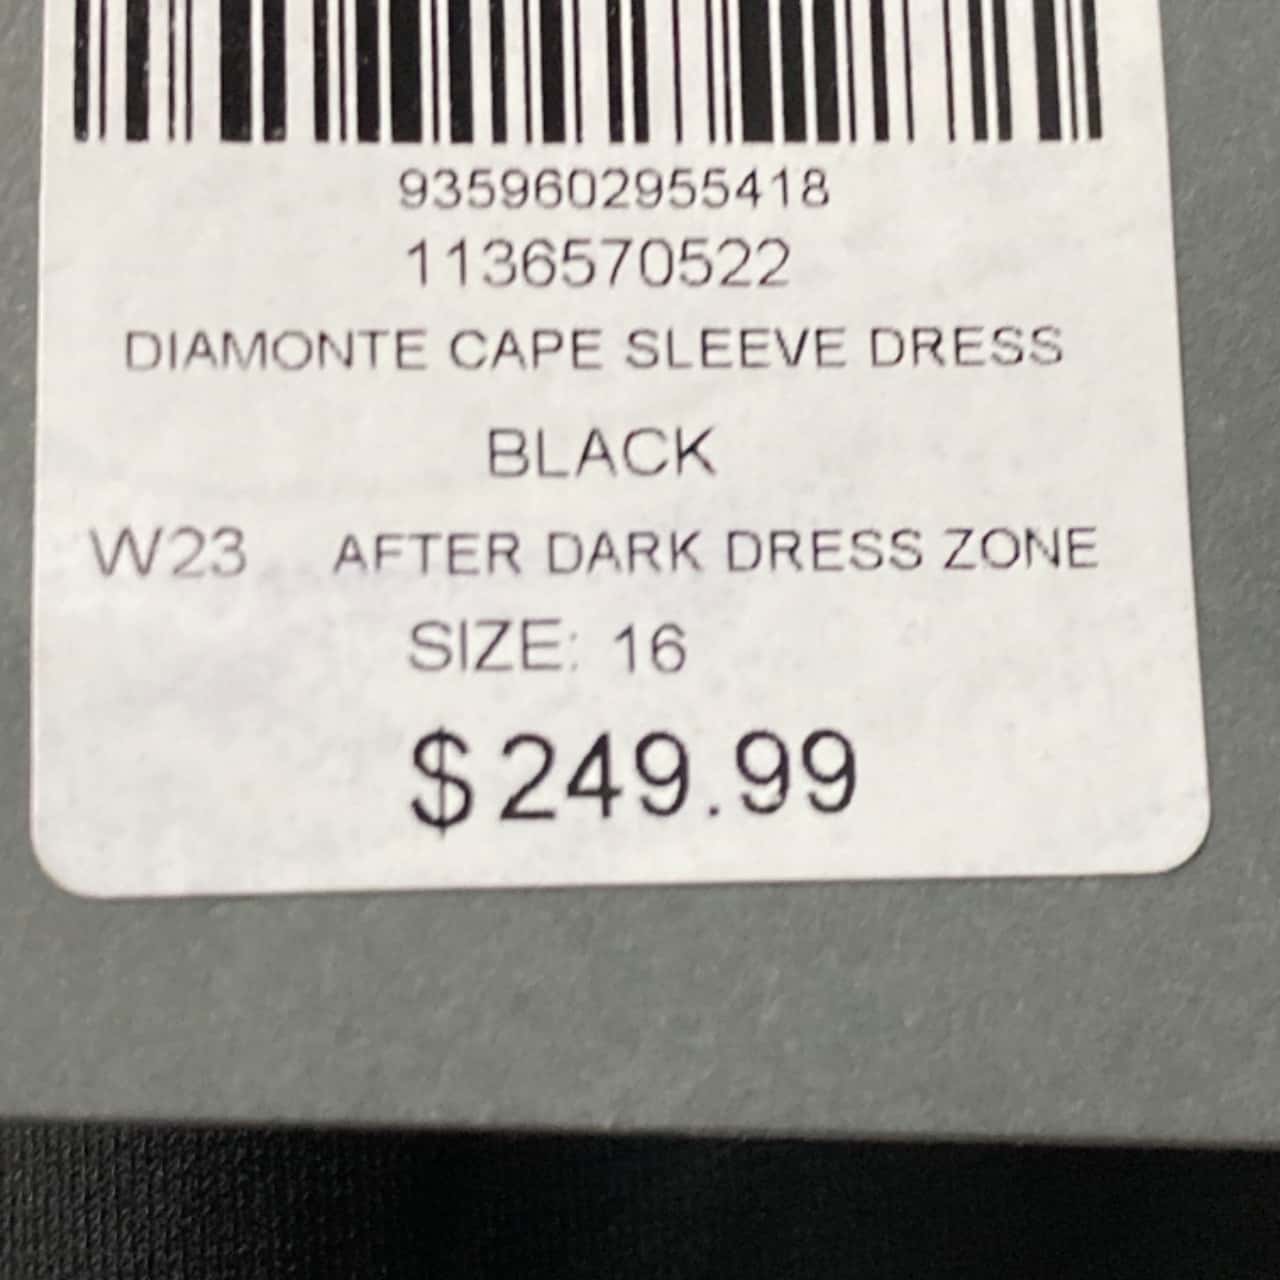 9359602955418
1136570522
DIAMONTE CAPE SLEEVE DRESS
BLACK
W23 AFTER DARK DRESS ZONE
SIZE: 16
$249.99